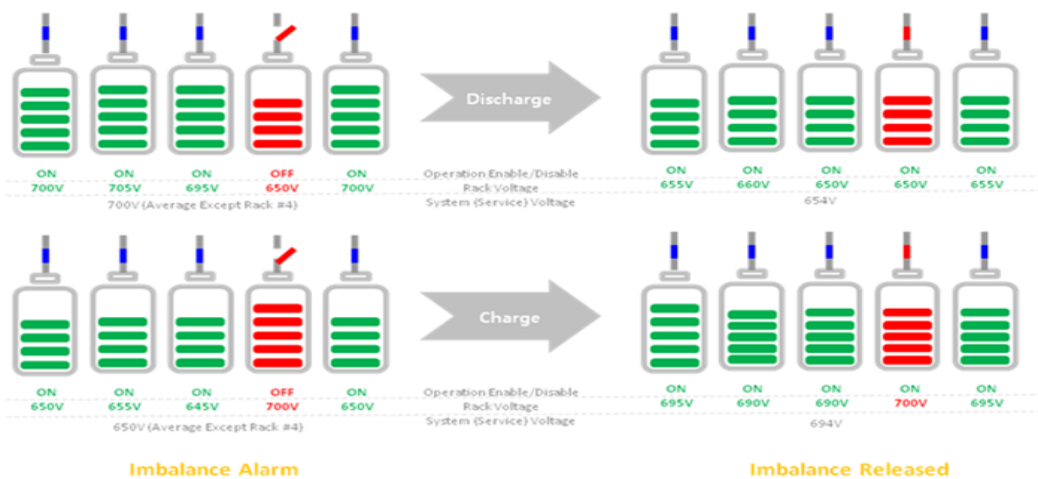 Discharge
ON ON ON OFF ON
700V 705V 695V 650V 700V
700V (Average Except Rack #4)
Operation Enable/Disable
Rack Voltage
System (Service) Voltage
ON ON ON ON ON
655V 660V 650V 650V 655V
654V
Charge
ON ON ON OFF ON
650V 655V 645V 700V 650V
650V (Average Except Rack #4)
Operation Enable/Disable
Rack Voltage
System (Service) Voltage
ON ON ON ON ON
695V 690V 690V 700V 695V
694V
Imbalance Alarm
Imbalance Released